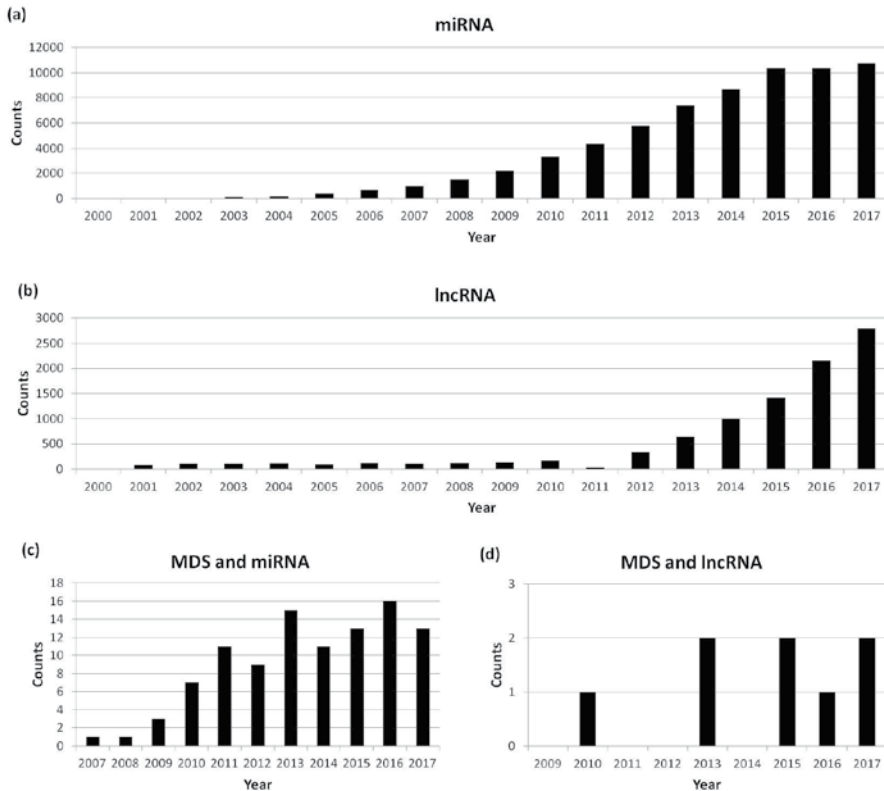 (a)
miRNA
12000
10000
8000
6000
4000
2000
0
Counts
2000 2001 2002 2003 2004 2005 2006 2007 2008 2009 2010 2011 2012 2013 2014 2015 2016 2017
Year
(b)
lncRNA
3000
2500
2000
1500
1000
500
0
Counts
2000 2001 2002 2003 2004 2005 2006 2007 2008 2009 2010 2011 2012 2013 2014 2015 2016 2017
Year
(c)
MDS and miRNA
18
16
14
12
10
8
6
4
2
0
Counts
2007 2008 2009 2010 2011 2012 2013 2014 2015 2016 2017
Year
(d)
MDS and lncRNA
3
2
1
0
Counts
2009 2010 2011 2012 2013 2014 2015 2016 2017
Year